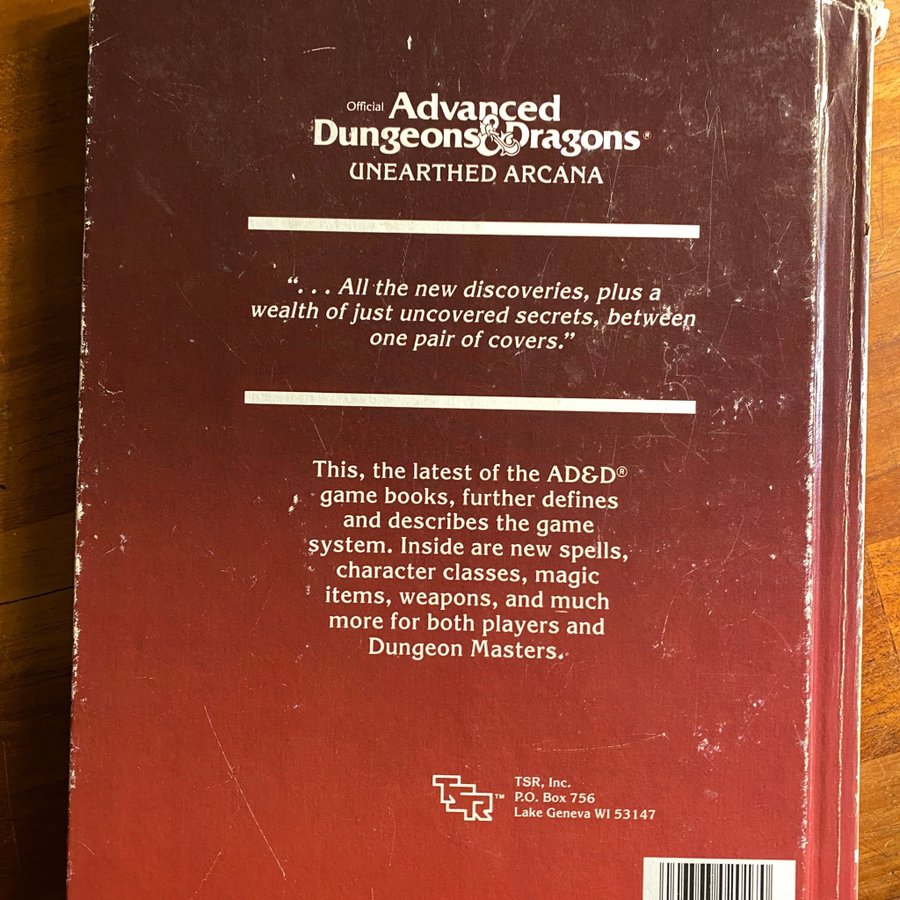 Official Advanced
Dungeons & Dragons®
UNEARTHED ARCANA
“. . . All the new discoveries, plus a
wealth of just uncovered secrets, between
one pair of covers.”
This, the latest of the AD&D®
game books, further defines
and describes the game
system. Inside are new spells,
character classes, magic
items, weapons, and much
more for both players and
Dungeon Masters.
TSR™
TSR, Inc.
P.O. Box 756
Lake Geneva WI 53147